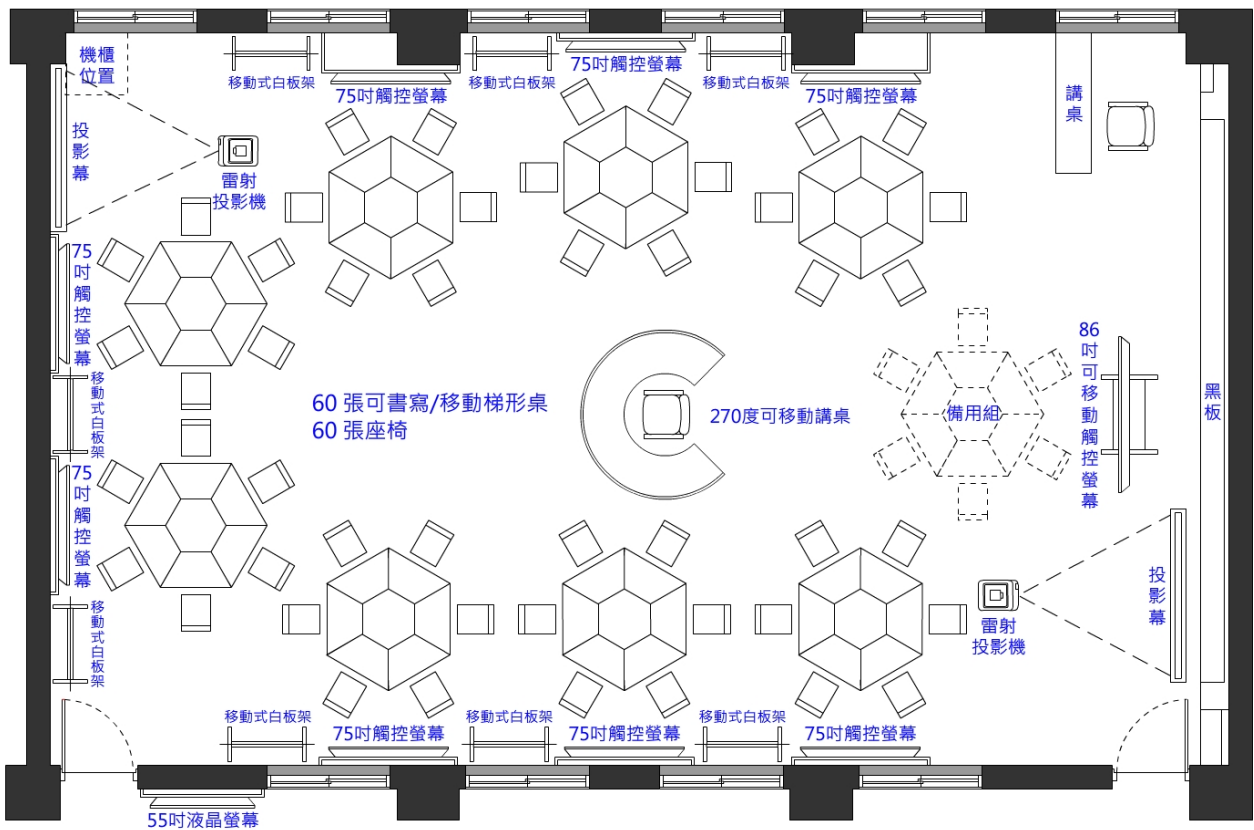 機櫃
位置
移動式白板架
75吋觸控螢幕
移動式白板架
75吋觸控螢幕
移動式白板架
75吋觸控螢幕
講桌
投影幕
雷射
投影機
75吋觸控螢幕
移動式白板架
75吋觸控螢幕
移動式白板架
60 張可書寫/移動梯形桌
60 張座椅
270度可移動講桌
備用組
86吋可移動觸控螢幕
黑板
雷射
投影機
投影幕
移動式白板架
75吋觸控螢幕
移動式白板架
75吋觸控螢幕
移動式白板架
75吋觸控螢幕
55吋液晶螢幕